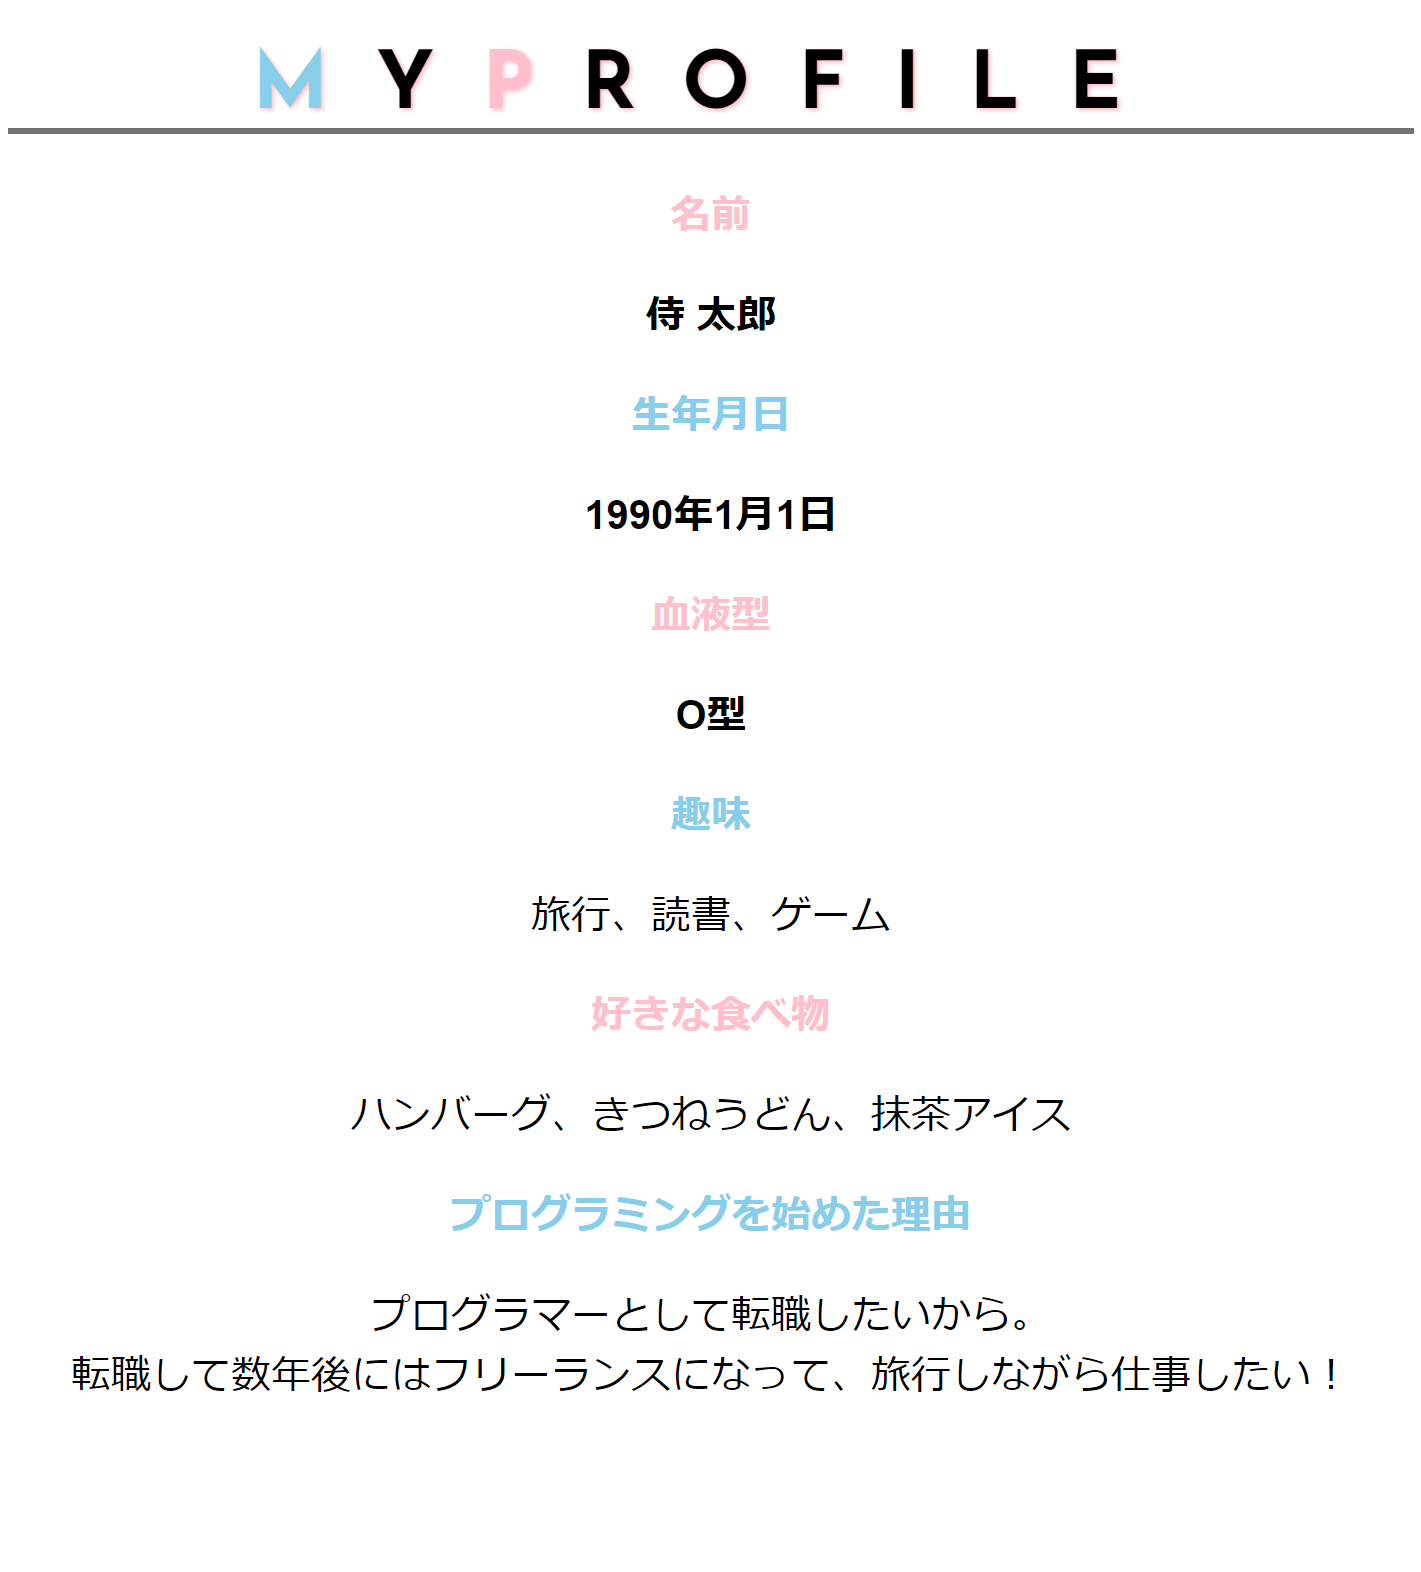 MYPROFILE
名前
侍 太郎
生年月日
1990年1月1日
血液型
O型
趣味
旅行、読書、ゲーム
好きな食べ物
ハンバーグ、きつねうどん、抹茶アイス
プログラミングを始めた理由
プログラマーとして転職したいから。
転職して数年後にはフリーランスになって、旅行しながら仕事したい！